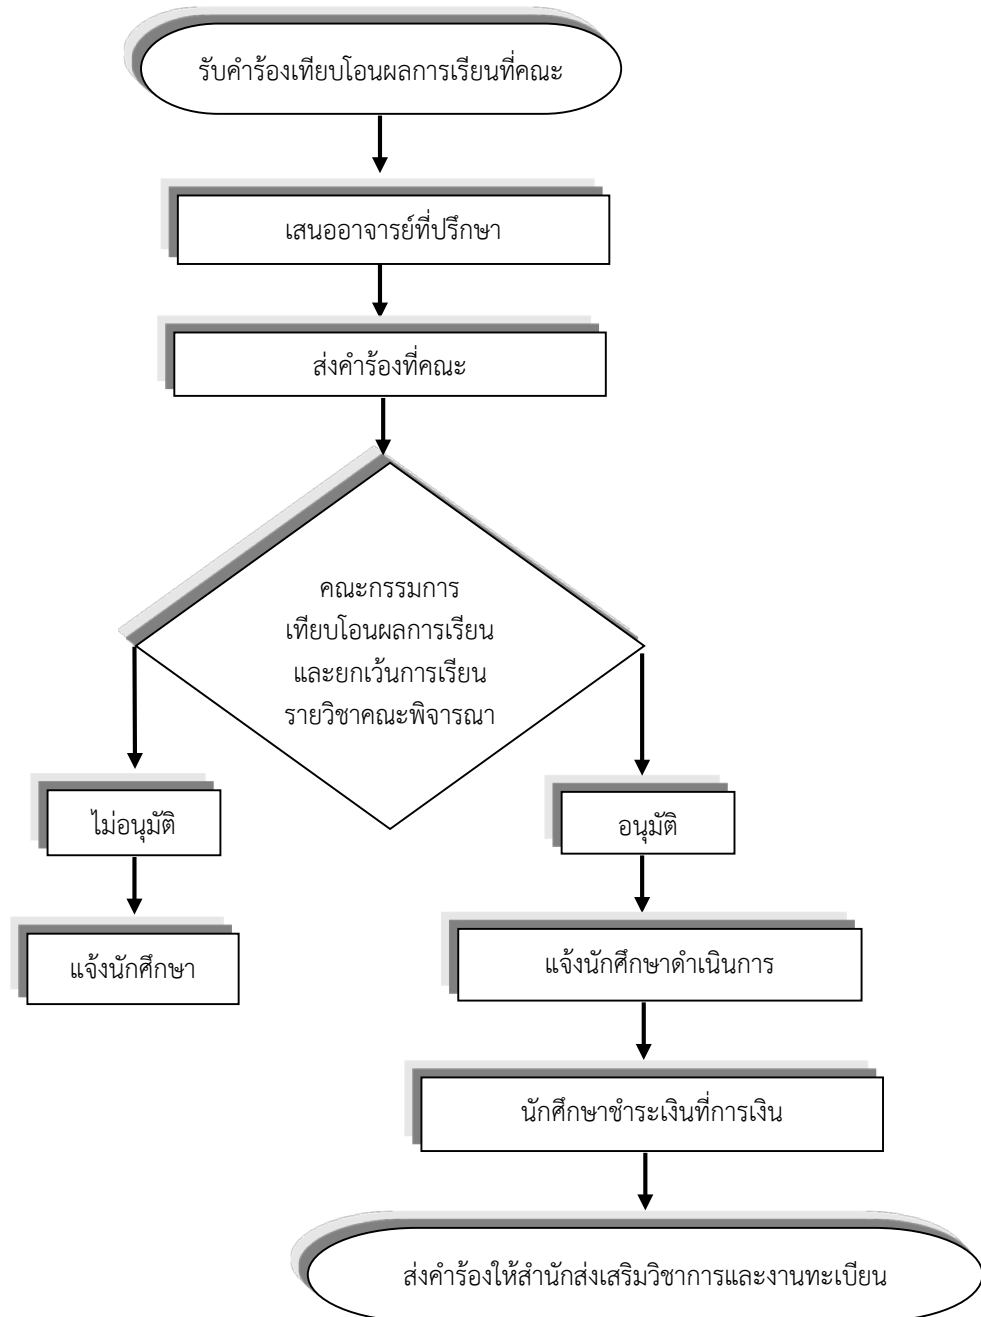 รับคำร้องเทียบโอนผลการเรียนที่คณะ
เสนออาจารย์ที่ปรึกษา
ส่งคำร้องที่คณะ
คณะกรรมการ
เทียบโอนผลการเรียน
และยกเว้นการเรียน
รายวิชาคณะพิจารณา
ไม่อนุมัติ
อนุมัติ
แจ้งนักศึกษา
แจ้งนักศึกษาดำเนินการ
นักศึกษาชำระเงินที่การเงิน
ส่งคำร้องให้สำนักส่งเสริมวิชาการและงานทะเบียน